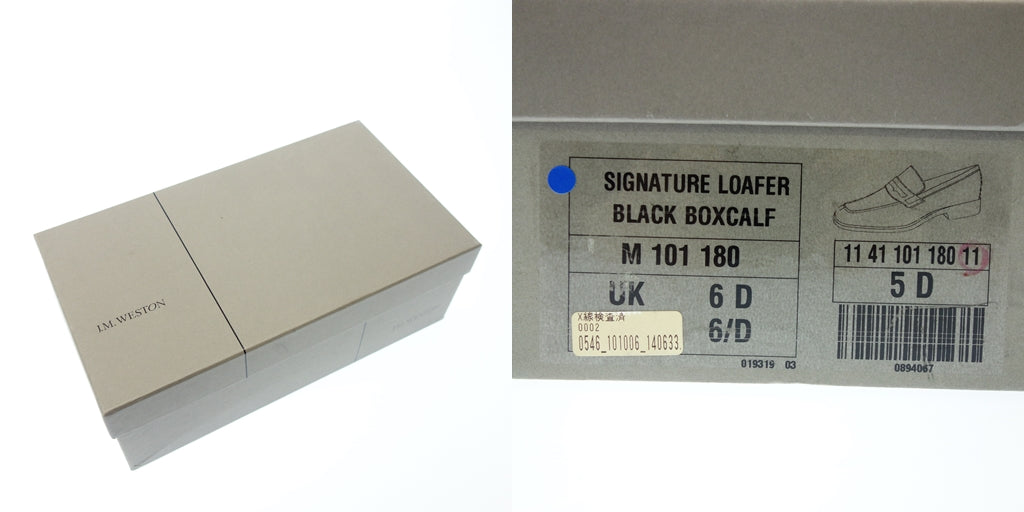 J.M. WESTON
J.M. WESTON
SIGNATURE LOAFER
BLACK BOXCALF
M 101 180
UK 6 D
6/D
X線検査済
0002
0546_101006_140633
019319 03
11 41 101 180 11
5 D
0894067